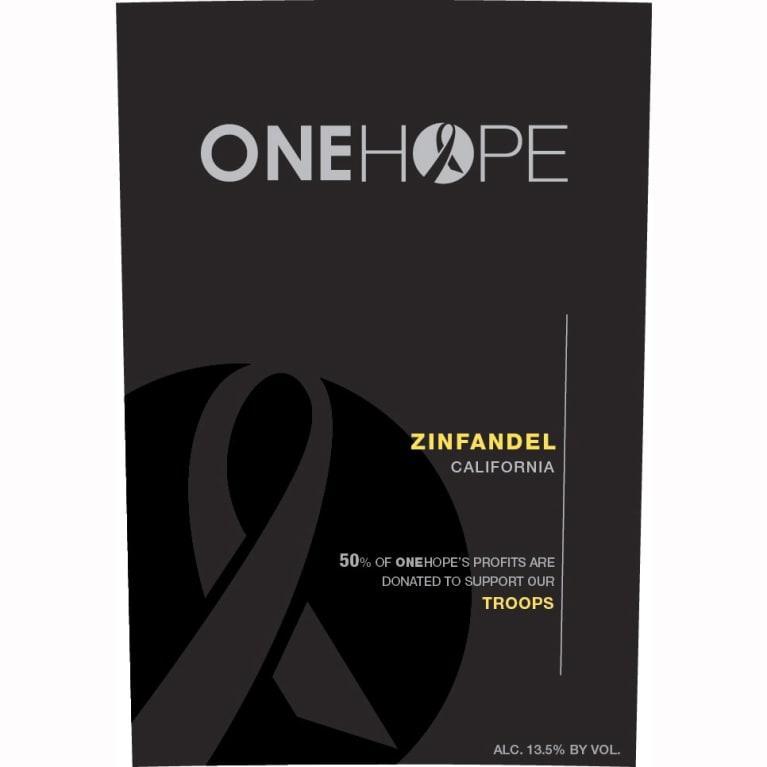 ONEHOPE
ZINFANDEL
CALIFORNIA
50% OF ONEHOPE'S PROFITS ARE
DONATED TO SUPPORT OUR
TROOPS
ALC. 13.5% BY VOL.